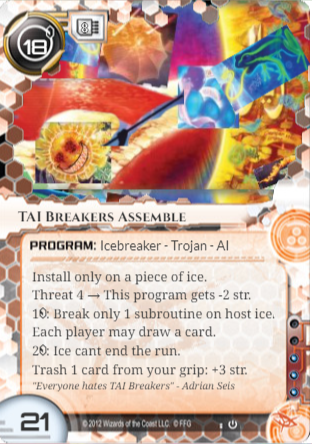 18
TAI BREAKERS ASSEMBLE
PROGRAM: Icebreaker - Trojan - AI
Install only on a piece of ice.
Threat 4 → This program gets -2 str.
1: Break only 1 subroutine on host ice.
Each player may draw a card.
2: Ice cant end the run.
Trash 1 card from your grip: +3 str.
"Everyone hates TAI Breakers" - Adrian Seis
21
© 2012 Wizards of the Coast LLC. © FFG